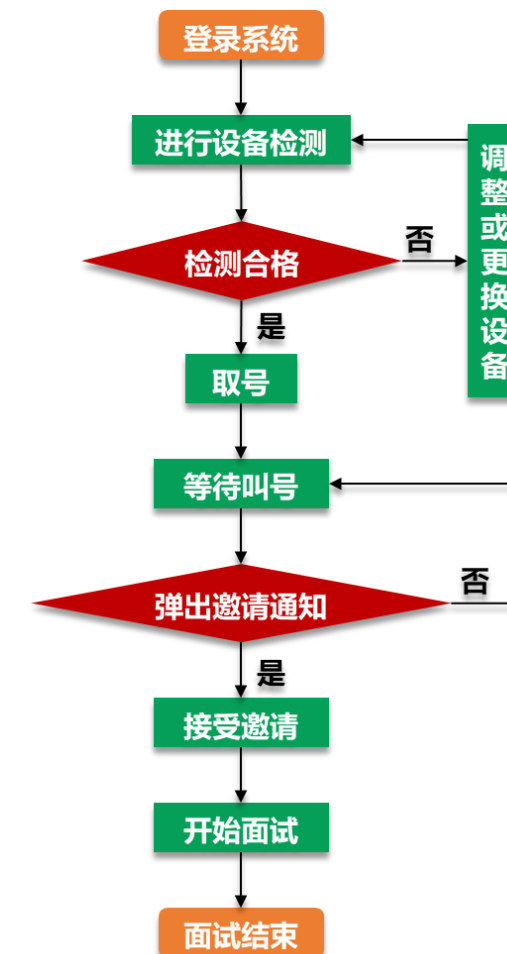 登录系统
进行设备检测
检测合格
否
调
整
或
更
换
设
备
是
取号
等待叫号
弹出邀请通知
否
是
接受邀请
开始面试
面试结束